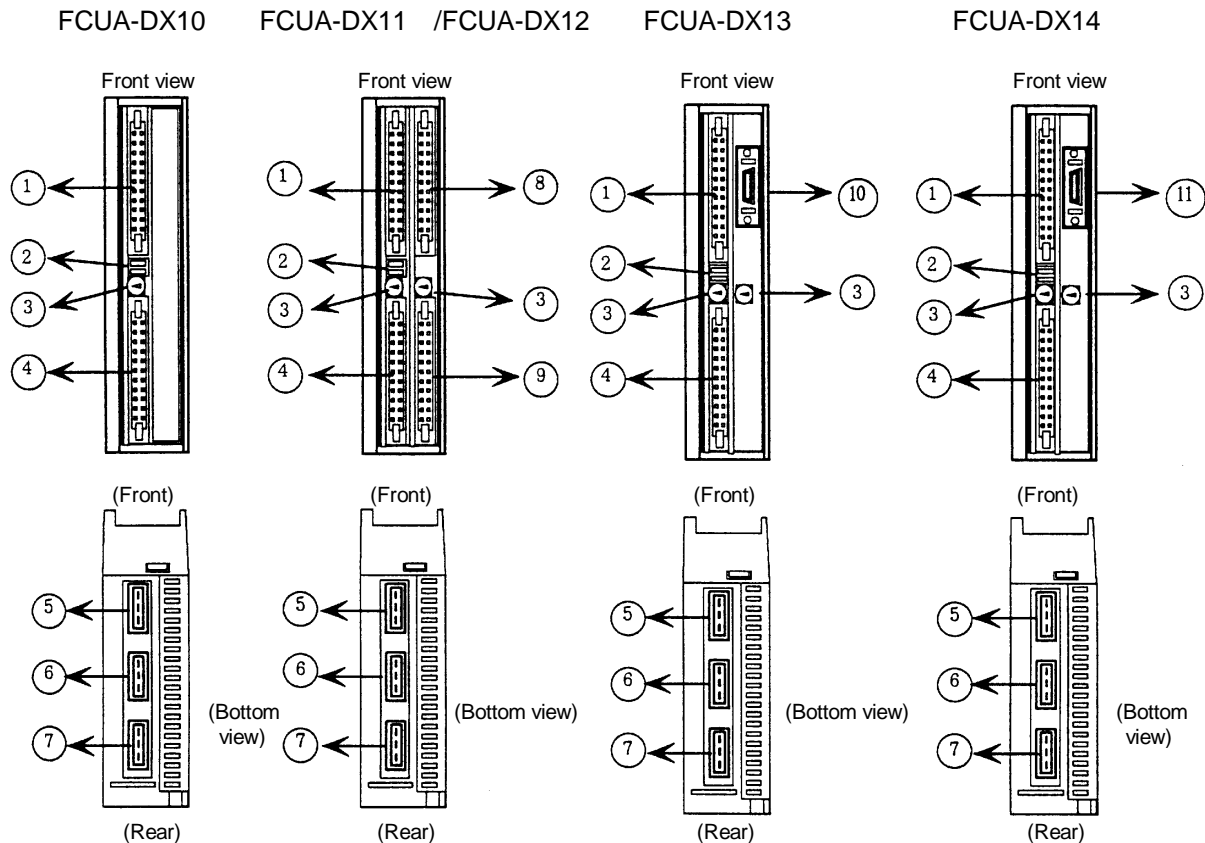 FCUA-DX10 FCUA-DX11 /FCUA-DX12 FCUA-DX13 FCUA-DX14
Front view Front view Front view Front view
1 1 8 1 10 1 11
2 2 2 2
3 3 3 3 3 3 3
4 4 9 4 4
(Front) (Front) (Front) (Front)
5 5 5 5
6 6 6 6
(Bottom view) (Bottom view) (Bottom view) (Bottom view)
7 7 7 7
(Rear) (Rear) (Rear) (Rear)